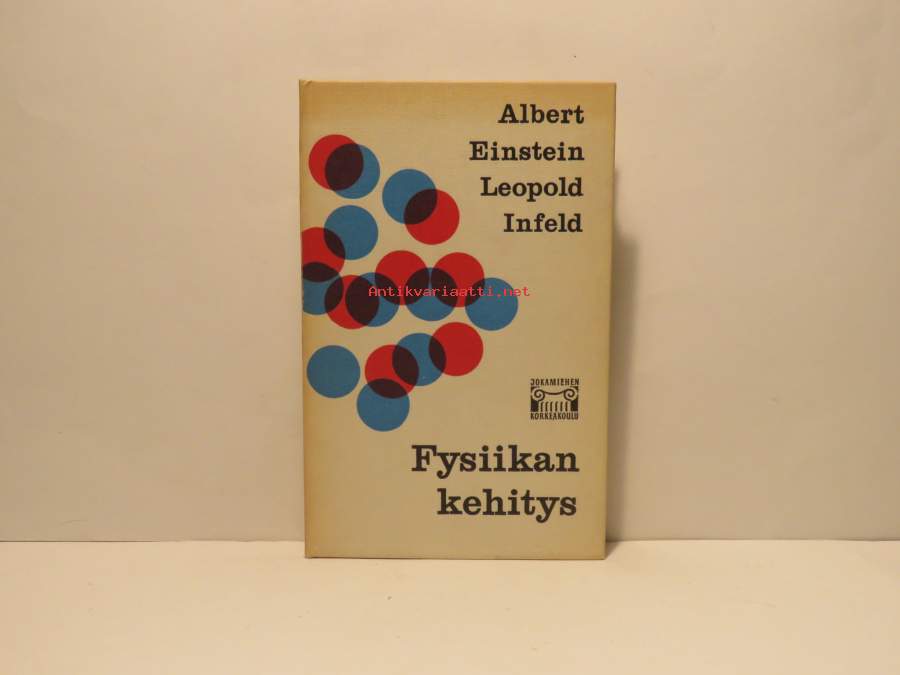 Albert
Einstein
Leopold
Infeld
Antikvariaatti.net
JOKAMIEHEN
KORKEAKOULU
Fysiikan
kehitys